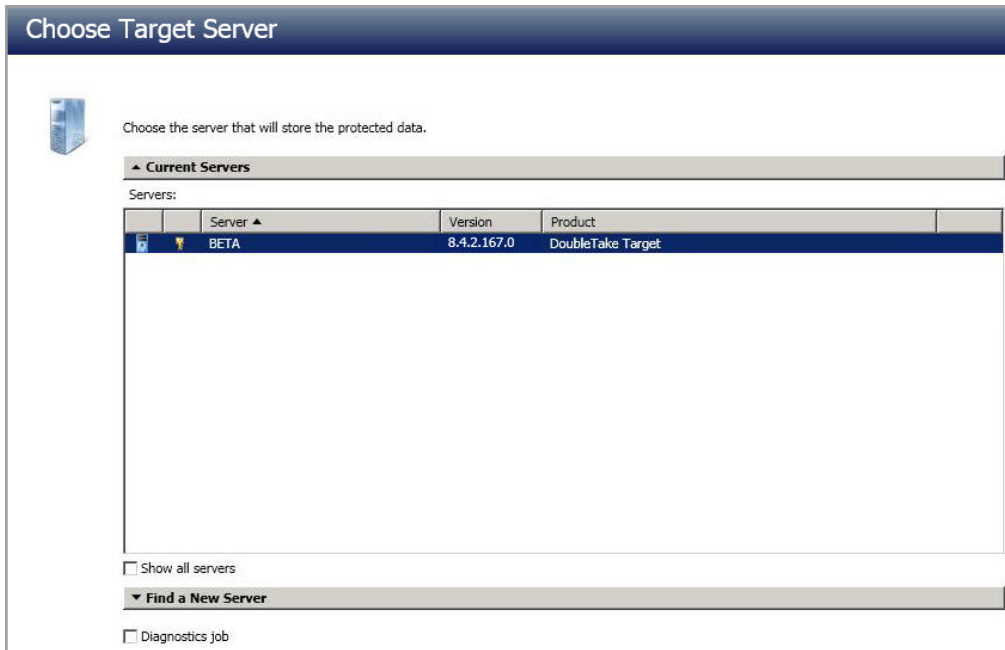 Choose Target Server
Choose the server that will store the protected data.
▲ Current Servers
Servers:
Server ▲ Version Product
BETA 8.4.2.167.0 DoubleTake Target
Show all servers
▼ Find a New Server
Diagnostics job